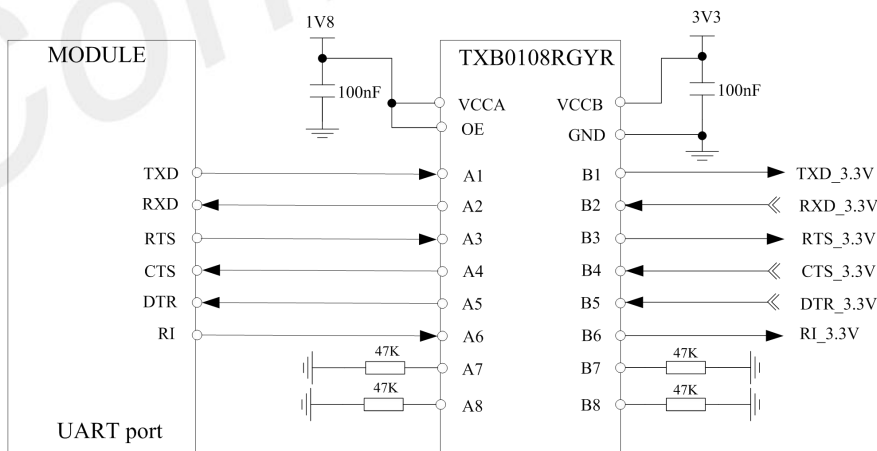 1V8
3V3
MODULE
TXB0108RGYR
100nF
VCCA
VCCB
100nF
OE
GND
TXD
A1
B1
TXD_3.3V
RXD
A2
B2
RXD_3.3V
RTS
A3
B3
RTS_3.3V
CTS
A4
B4
CTS_3.3V
DTR
A5
B5
DTR_3.3V
RI
A6
B6
RI_3.3V
47K
A7
B7
47K
47K
A8
B8
47K
UART port